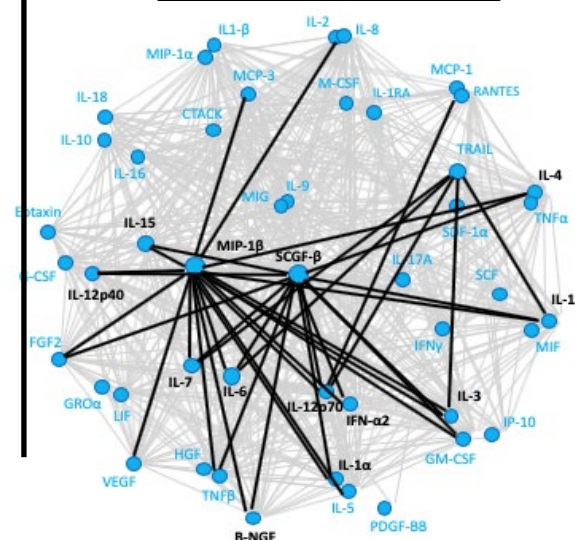 IL-2
IL-8
IL1-β
MIP-1α
MCP-3
M-CSF
IL-1RA
MCP-1
RANTES
IL-18
CTACK
IL-10
IL-16
TRAIL
IL-4
MIG
IL-9
TNFα
Eotaxin
IL-15
SDF-1α
MIP-1β
SCGF-β
G-CSF
IL-17A
SCF
IL-12p40
IL-1
FGF2
IFNγ
MIF
IL-7
IL-6
GROα
LIF
IL-12p70
IFN-α2
IL-3
IP-10
GM-CSF
HGF
IL-1α
VEGF
TNFβ
IL-5
PDGF-BB
B-NGF